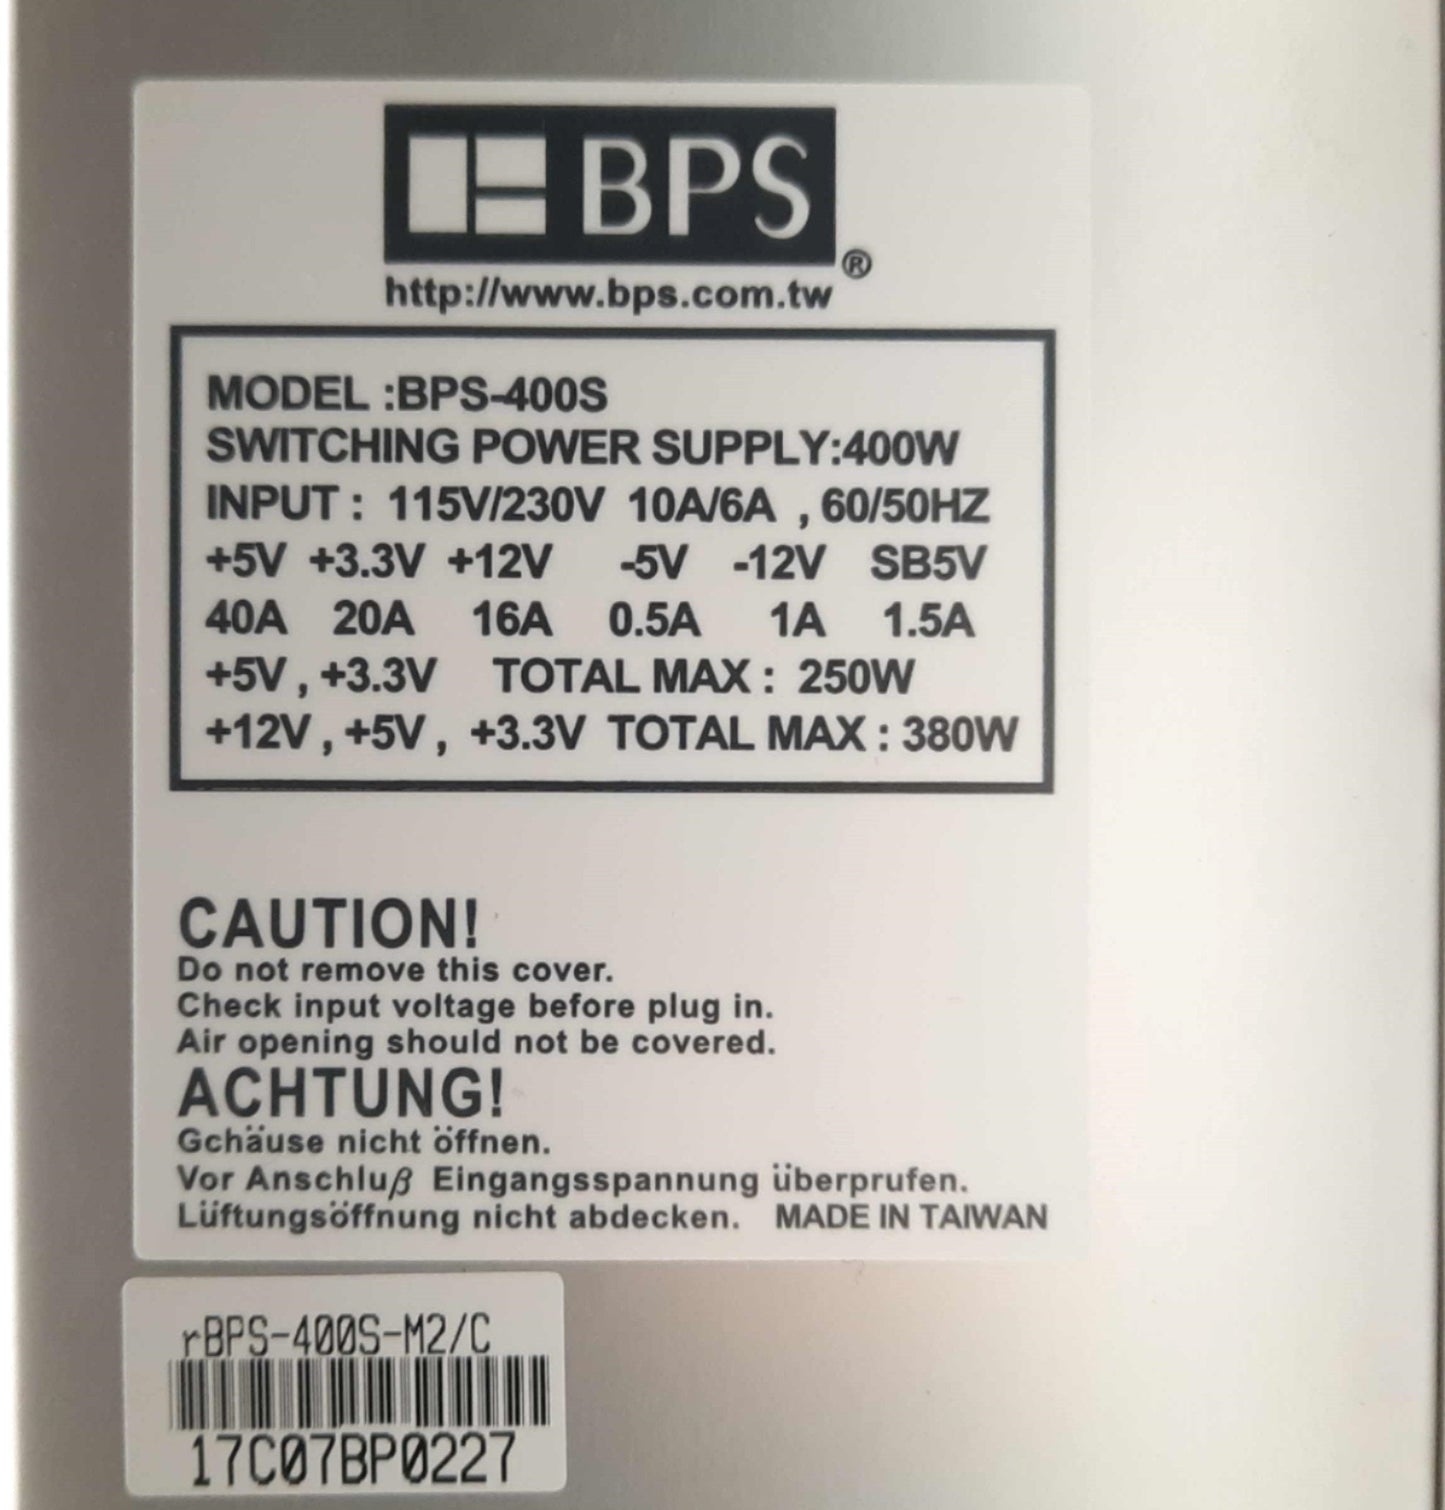 BPS
®
http://www.bps.com.tw
MODEL :BPS-400S
SWITCHING POWER SUPPLY:400W
INPUT : 115V/230V 10A/6A , 60/50HZ
+5V +3.3V +12V -5V -12V SB5V
40A 20A 16A 0.5A 1A 1.5A
+5V , +3.3V TOTAL MAX : 250W
+12V , +5V , +3.3V TOTAL MAX : 380W
CAUTION!
Do not remove this cover.
Check input voltage before plug in.
Air opening should not be covered.
ACHTUNG!
Gchäuse nicht öffnen.
Vor Anschluß Eingangsspannung überprufen.
Lüftungsöffnung nicht abdecken. MADE IN TAIWAN
rBPS-400S-M2/C
17C07BP0227